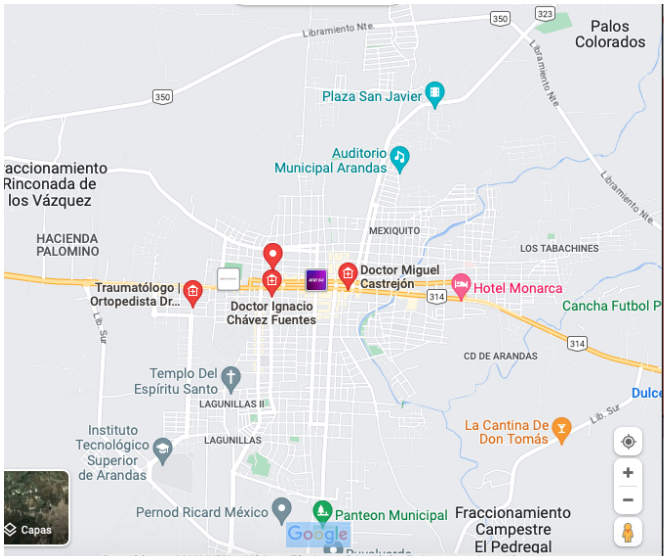 323
350
Palos
Colorados
Libramiento Nte.
Libramiento Nte.
Plaza San Javier
350
Auditorio
Municipal Arandas
Libramiento Nte.
raccionamiento
Rinconada de
los Vázquez
MEXIQUITO
HACIENDA
PALOMINO
LOS TABACHINES
Doctor Miguel
Castrejón
Traumatólogo |
Ortopedista Dr...
Hotel Monarca
314
Doctor Ignacio
Chávez Fuentes
Cancha Futbol P
Lib. Sur
314
CD DE ARANDAS
Templo Del
Espíritu Santo
Dulce
LAGUNILLAS II
Lib. Sur
La Cantina De
Don Tomás
Instituto
Tecnológico
Superior
de Arandas
LAGUNILLAS
Pernod Ricard México
Panteon Municipal
Fraccionamiento
Campestre
El Pedregal
Capas
Google